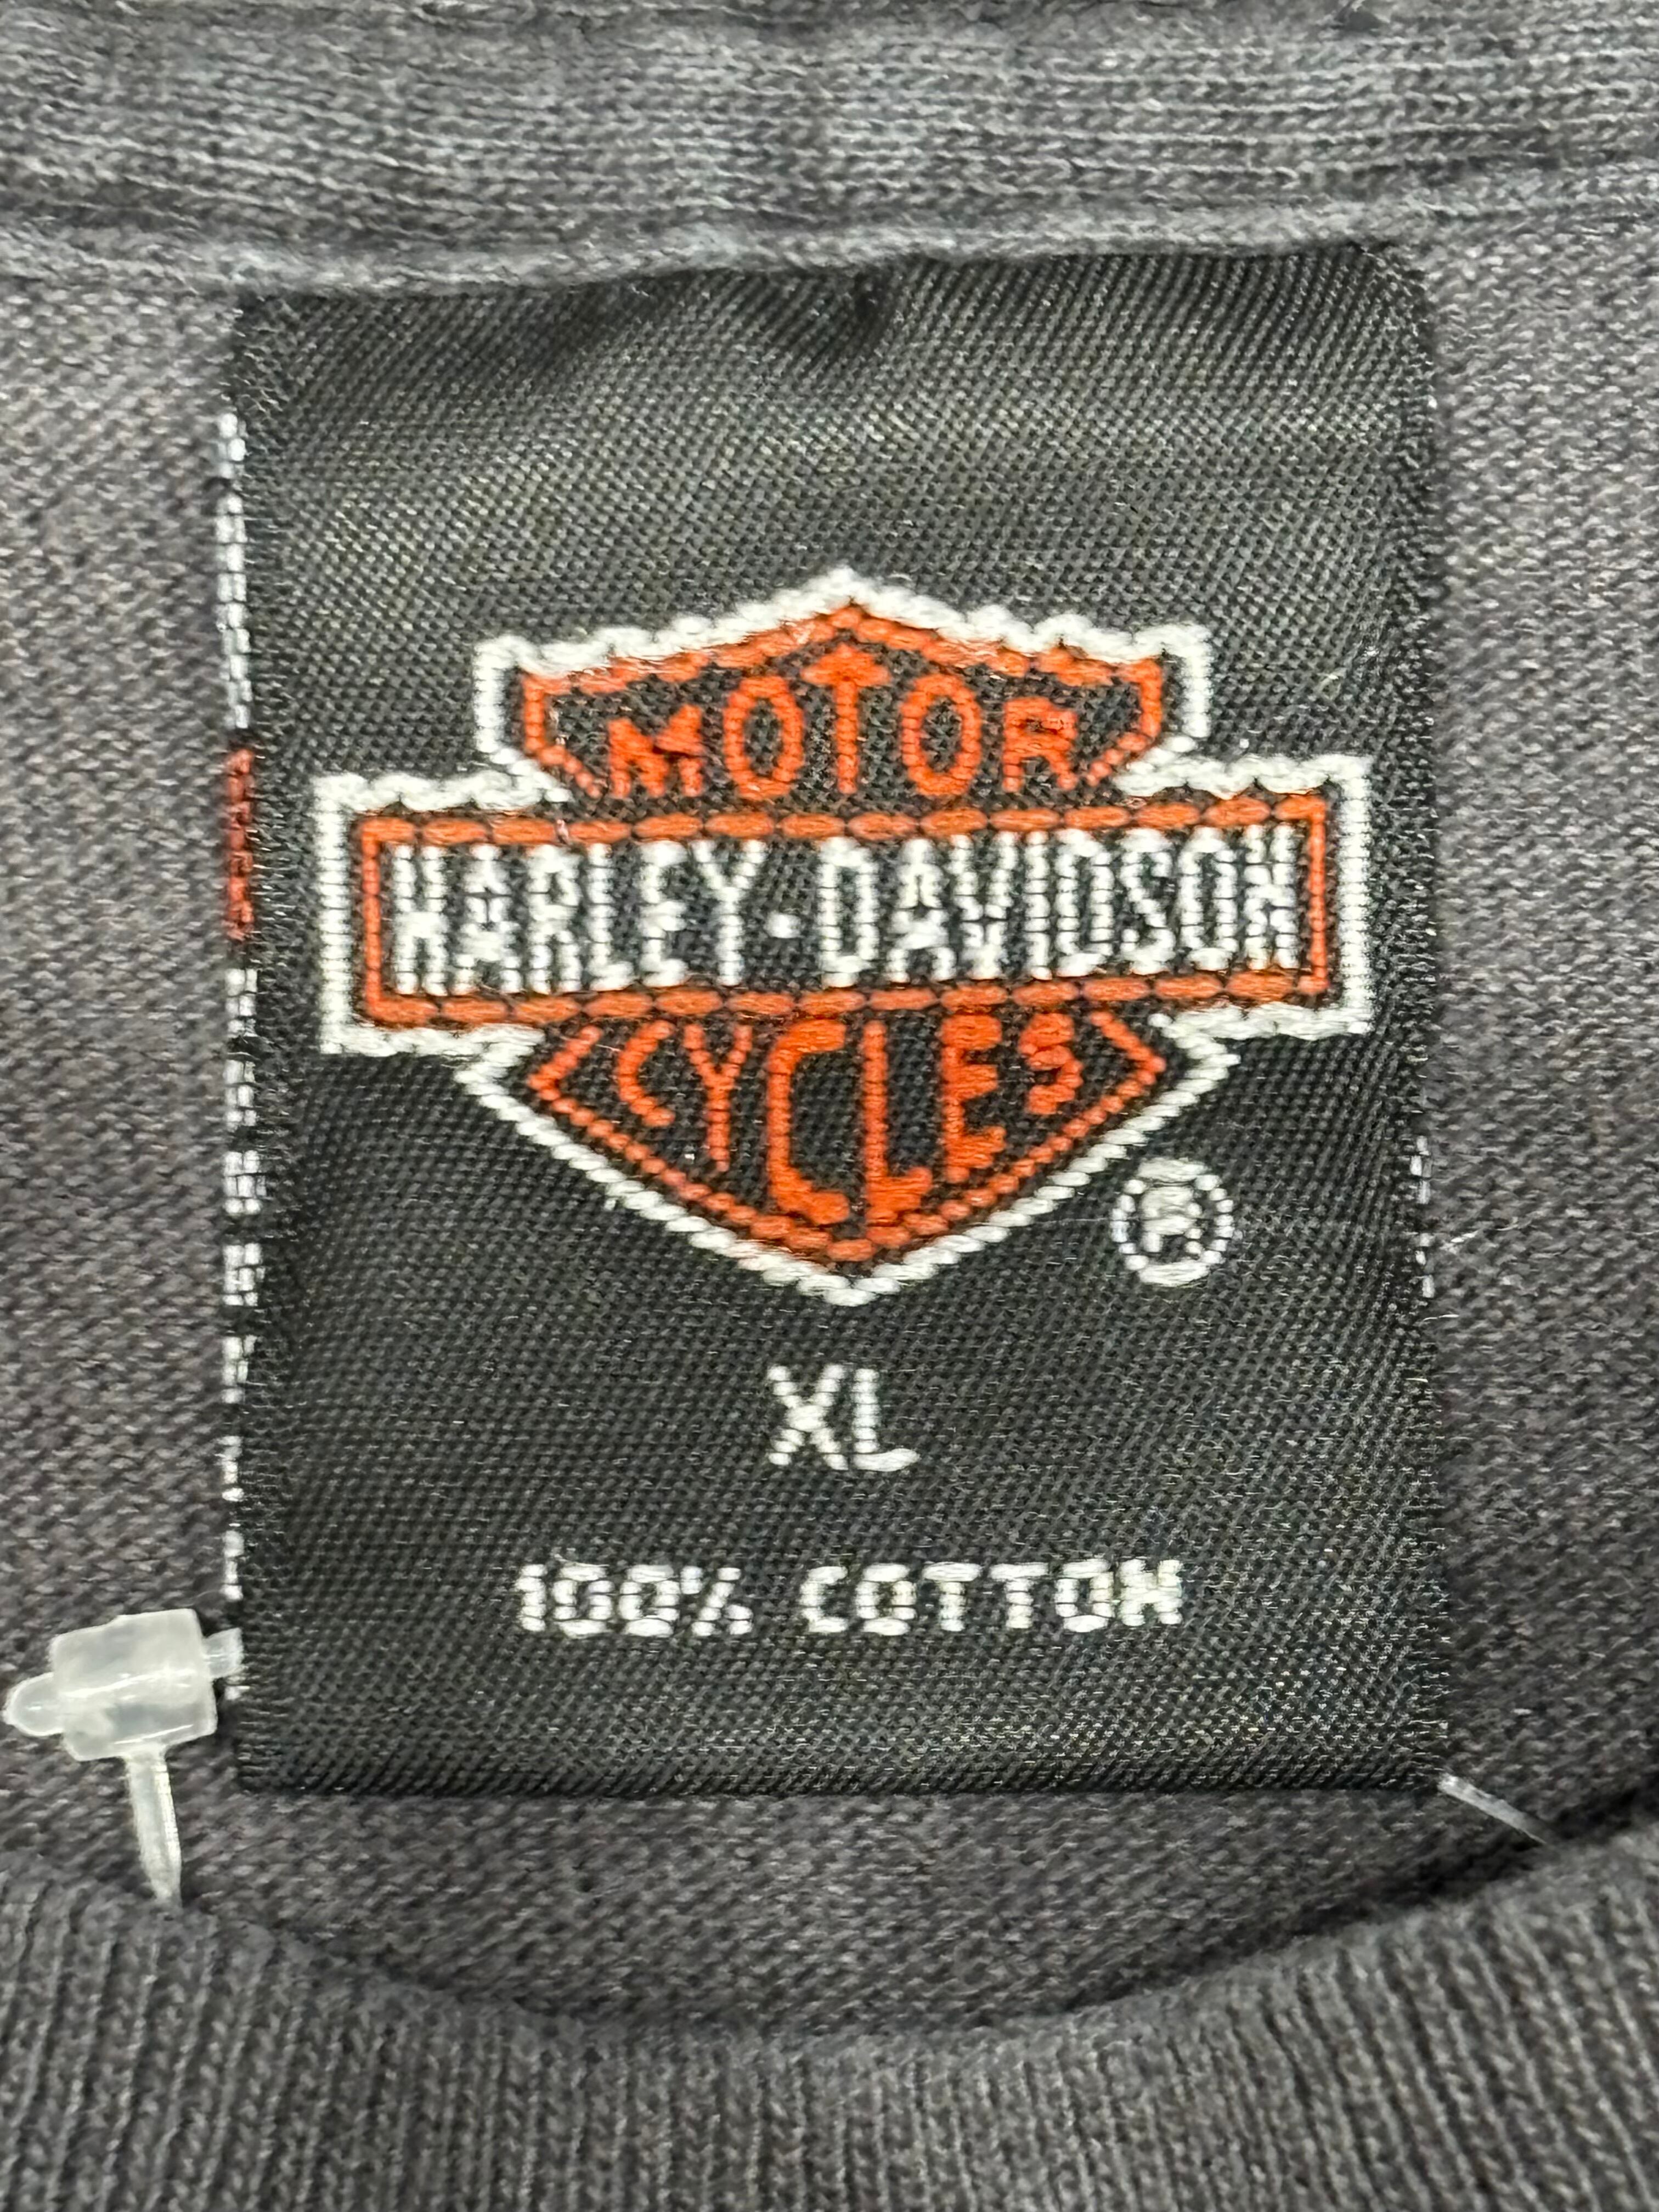 MOTOR
HARLEY-DAVIDSON
CYCLES
®
XL
100% COTTON